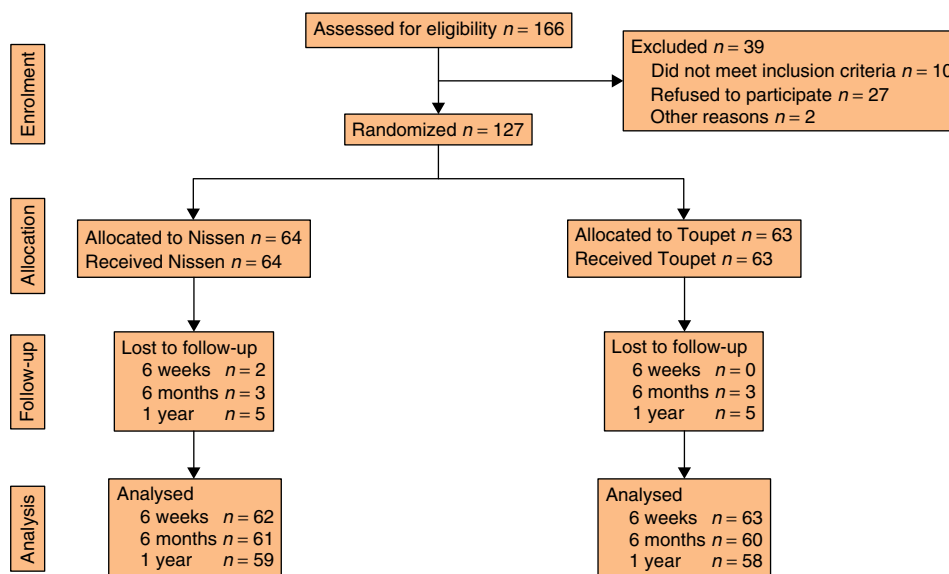 Assessed for eligibility n = 166
Enrolment
Excluded n = 39
Did not meet inclusion criteria n = 10
Refused to participate n = 27
Other reasons n = 2
Randomized n = 127
Allocation
Allocated to Nissen n = 64
Received Nissen n = 64
Allocated to Toupet n = 63
Received Toupet n = 63
Follow-up
Lost to follow-up
6 weeks n = 2
6 months n = 3
1 year n = 5
Lost to follow-up
6 weeks n = 0
6 months n = 3
1 year n = 5
Analysis
Analysed
6 weeks n = 62
6 months n = 61
1 year n = 59
Analysed
6 weeks n = 63
6 months n = 60
1 year n = 58